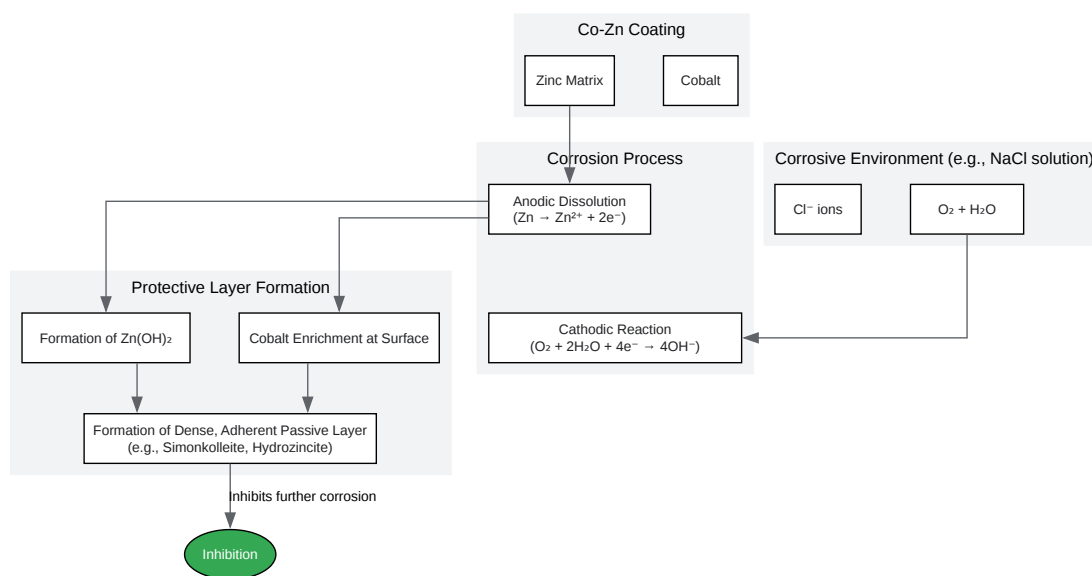 Co-Zn Coating
Zinc Matrix
Cobalt
Corrosion Process
Corrosive Environment (e.g., NaCl solution)
Anodic Dissolution
(Zn → Zn²⁺ + 2e⁻)
Cl⁻ ions
O₂ + H₂O
Protective Layer Formation
Formation of Zn(OH)₂
Cobalt Enrichment at Surface
Cathodic Reaction
(O₂ + 2H₂O + 4e⁻ → 4OH⁻)
Formation of Dense, Adherent Passive Layer
(e.g., Simonkolleite, Hydrozincite)
Inhibits further corrosion
Inhibition